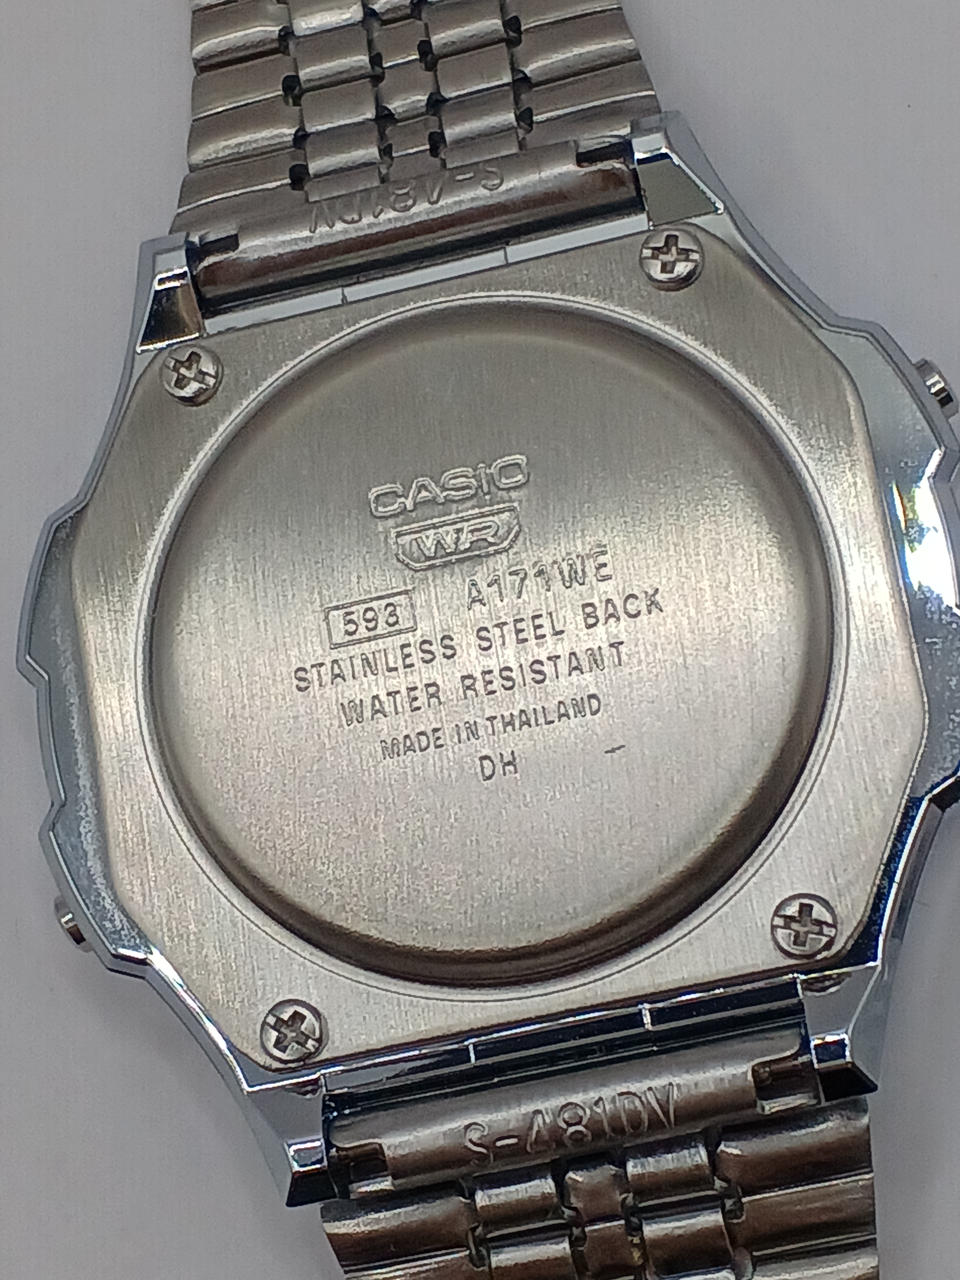 S-481DV
CASIO
WR
593 A171WE
STAINLESS STEEL BACK
WATER RESISTANT
MADE IN THAILAND
DH –
S-481DV